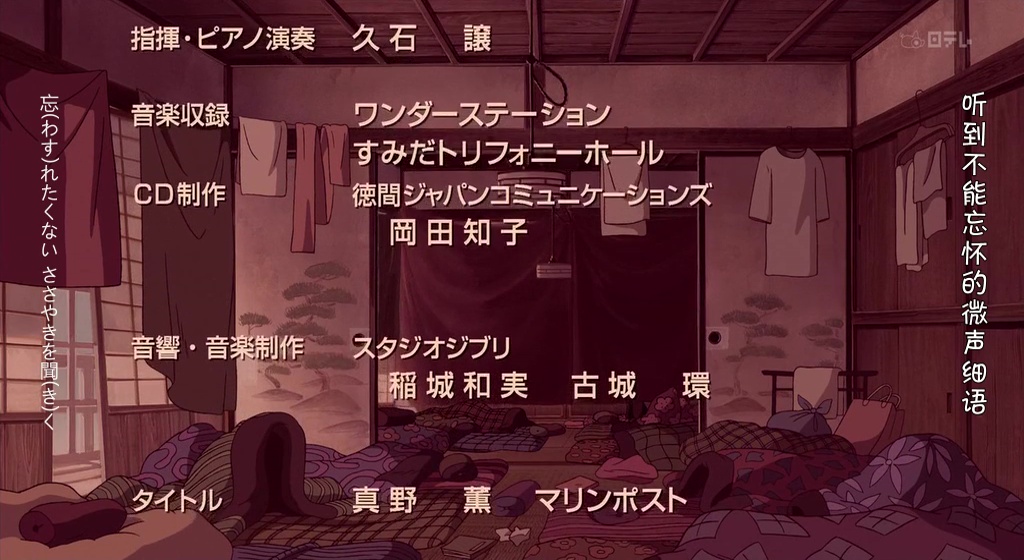 指揮・ピアノ演奏 久石 譲
日テレ
音楽収録 ワンダーステーション
すみだトリフォニーホール
CD制作 徳間ジャパンコミュニケーションズ
岡田知子
音響・音楽制作 スタジオジブリ
稲城和実 古城 環
タイトル 真野 薫 マリンポスト
忘(わす)れたくない ささやきを聞(き)く
听到不能忘怀的微声细语